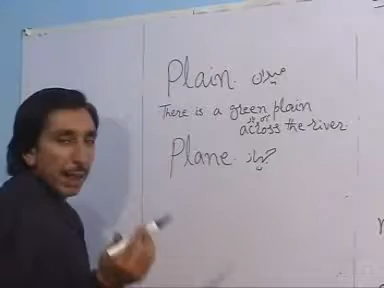 Plain. میدان
There is a green plain
across the river.
Plane. جہاز